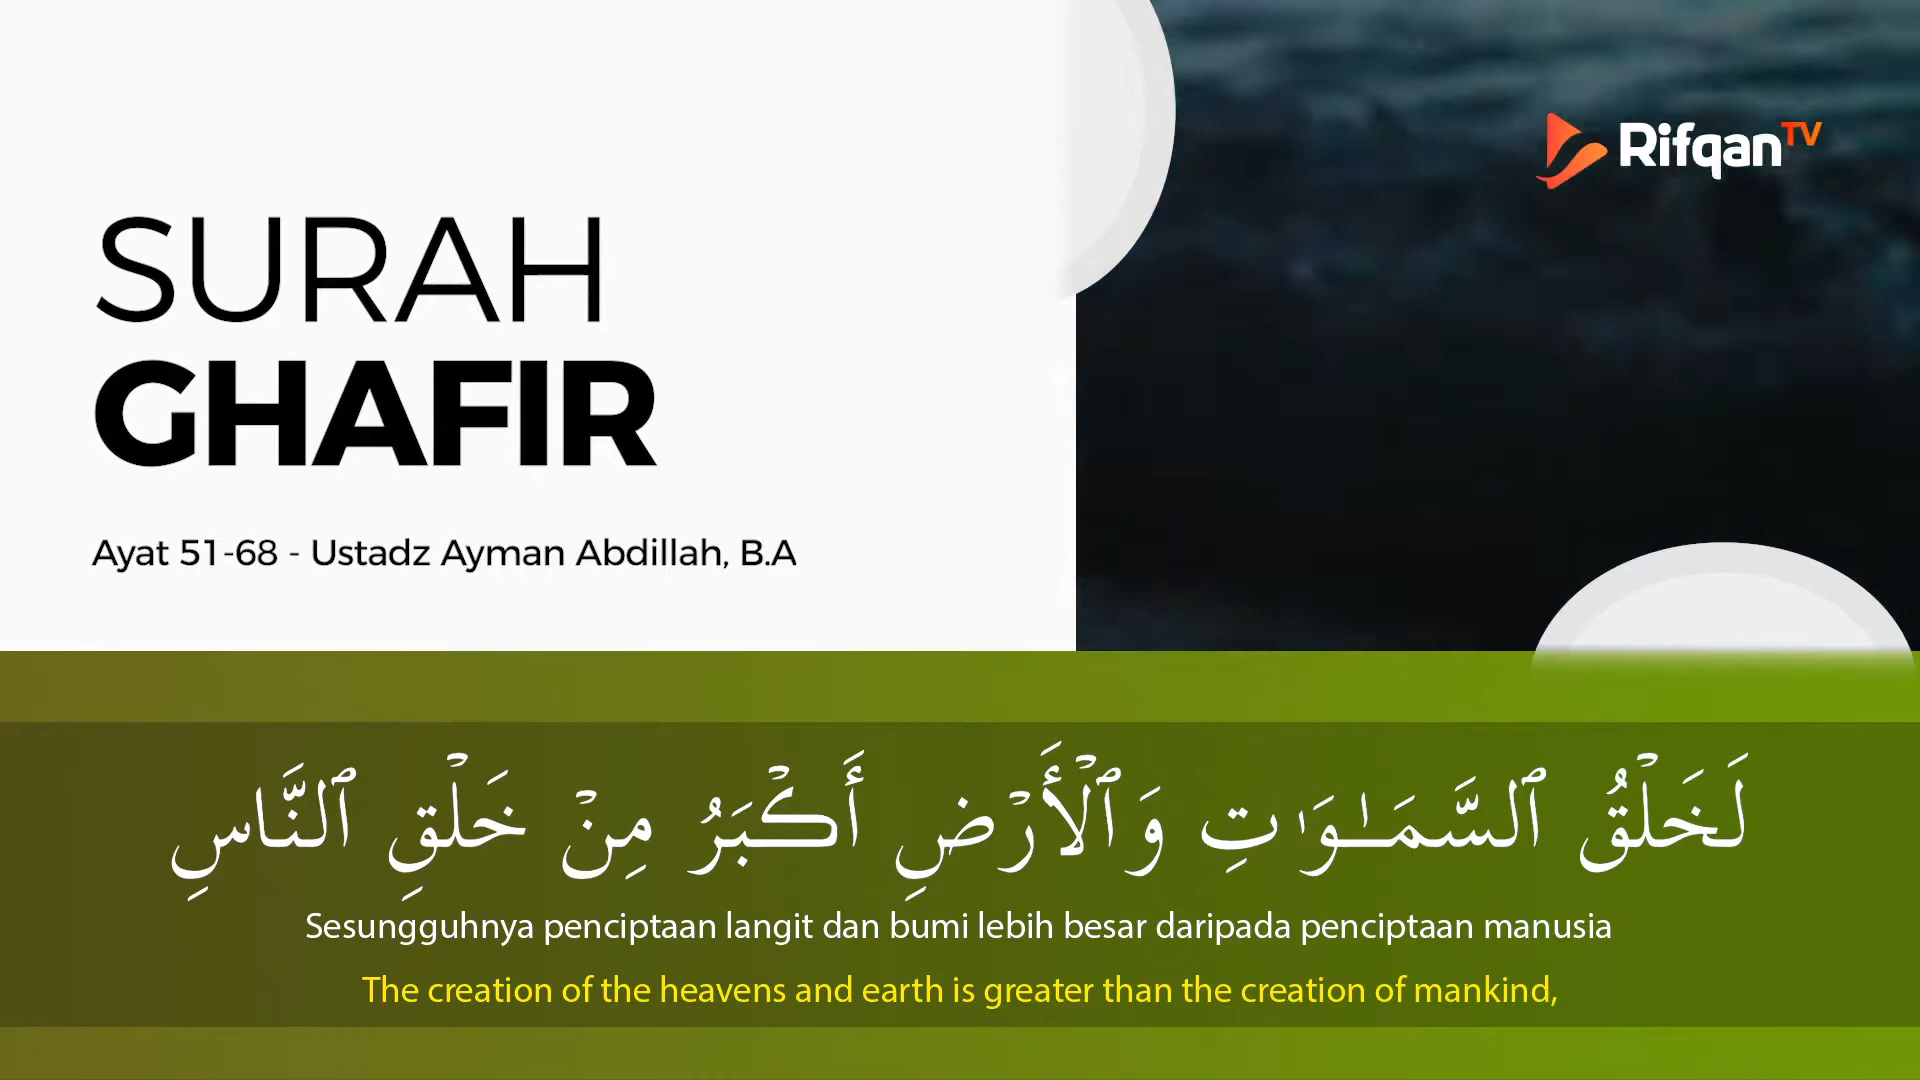 RifqanTV
SURAH
GHAFIR
Ayat 51-68 - Ustadz Ayman Abdillah, B.A
لَخَلْقُ ٱلسَّمَـٰوَٰتِ وَٱلْأَرْضِ أَكْبَرُ مِنْ خَلْقِ ٱلنَّاسِ
Sesungguhnya penciptaan langit dan bumi lebih besar daripada penciptaan manusia
The creation of the heavens and earth is greater than the creation of mankind,